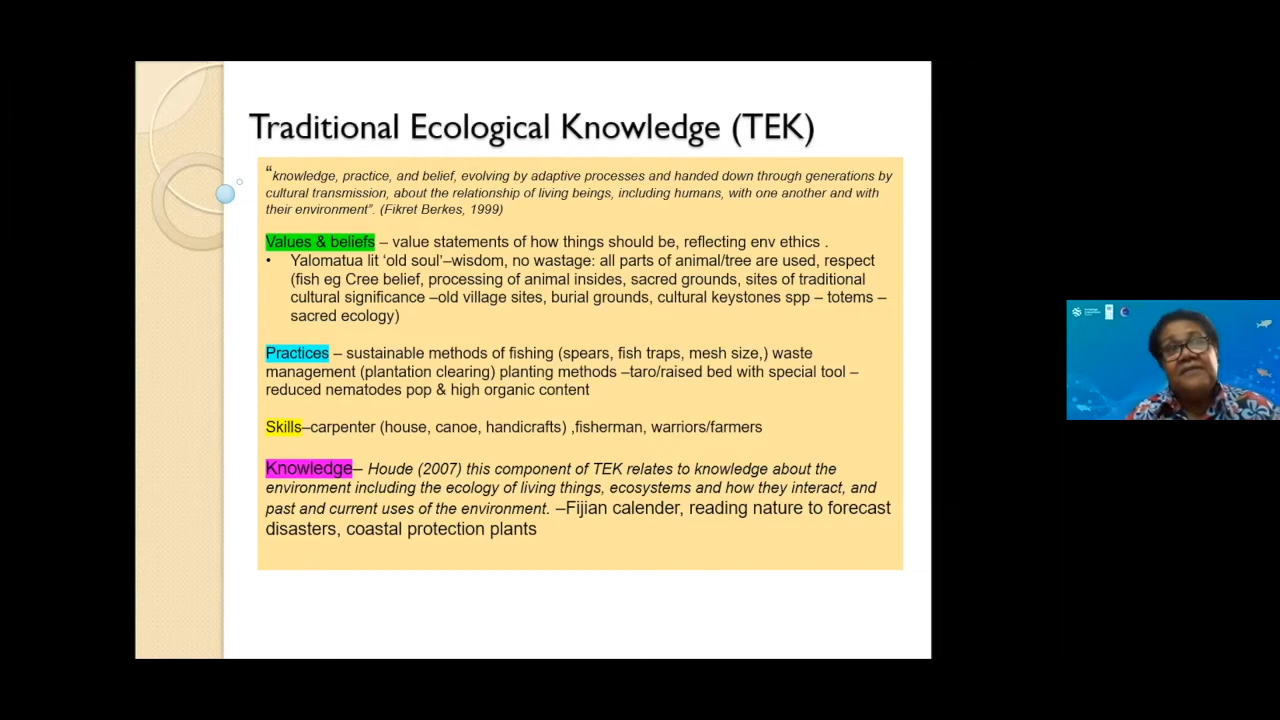 Traditional Ecological Knowledge (TEK)
“knowledge, practice, and belief, evolving by adaptive processes and handed down through generations by
cultural transmission, about the relationship of living beings, including humans, with one another and with
their environment”. (Fikret Berkes, 1999)
Values & beliefs – value statements of how things should be, reflecting env ethics .
• Yalomatua lit ‘old soul’–wisdom, no wastage: all parts of animal/tree are used, respect
(fish eg Cree belief, processing of animal insides, sacred grounds, sites of traditional
cultural significance –old village sites, burial grounds, cultural keystones spp – totems –
sacred ecology)
Practices – sustainable methods of fishing (spears, fish traps, mesh size,) waste
management (plantation clearing) planting methods –taro/raised bed with special tool –
reduced nematodes pop & high organic content
Skills–carpenter (house, canoe, handicrafts) ,fisherman, warriors/farmers
Knowledge– Houde (2007) this component of TEK relates to knowledge about the
environment including the ecology of living things, ecosystems and how they interact, and
past and current uses of the environment. –Fijian calender, reading nature to forecast
disasters, coastal protection plants